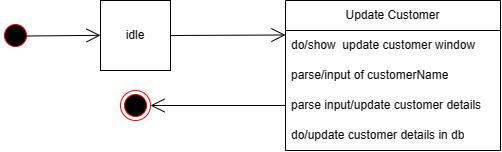 idle
Update Customer
do/show update customer window
parse/input of customerName
parse input/update customer details
do/update customer details in db